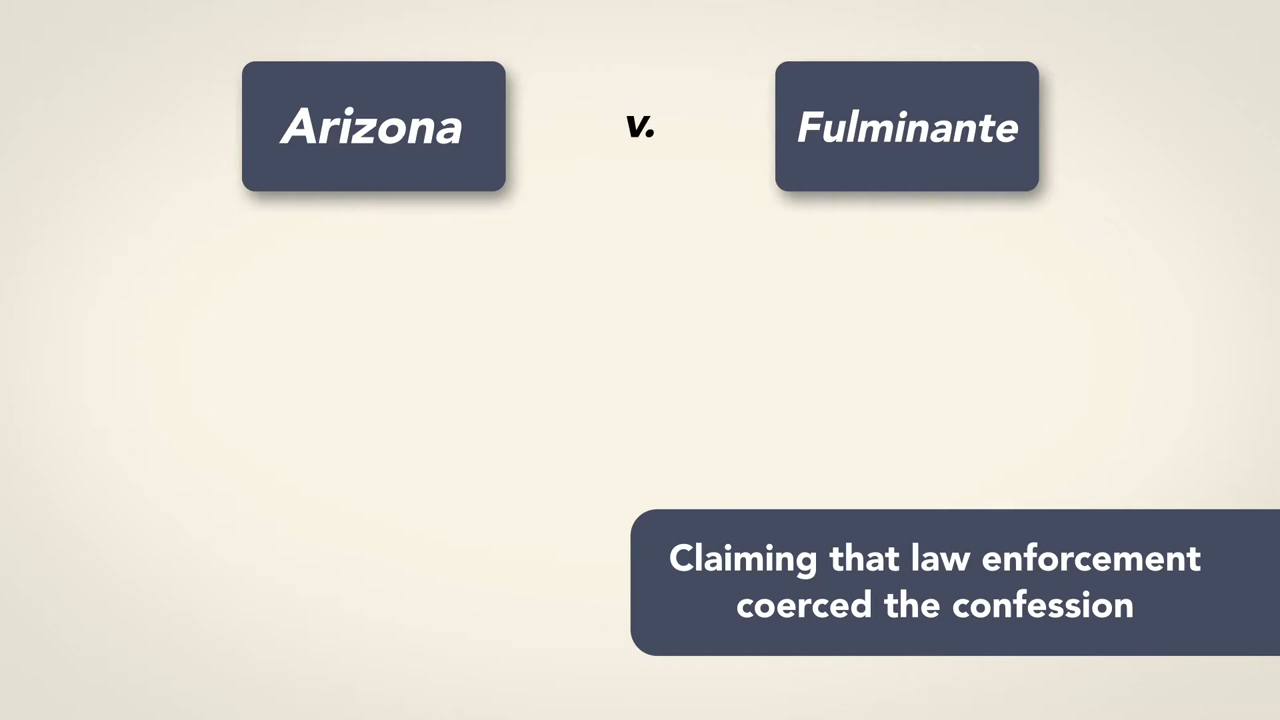 Arizona v. Fulminante
Claiming that law enforcement
coerced the confession